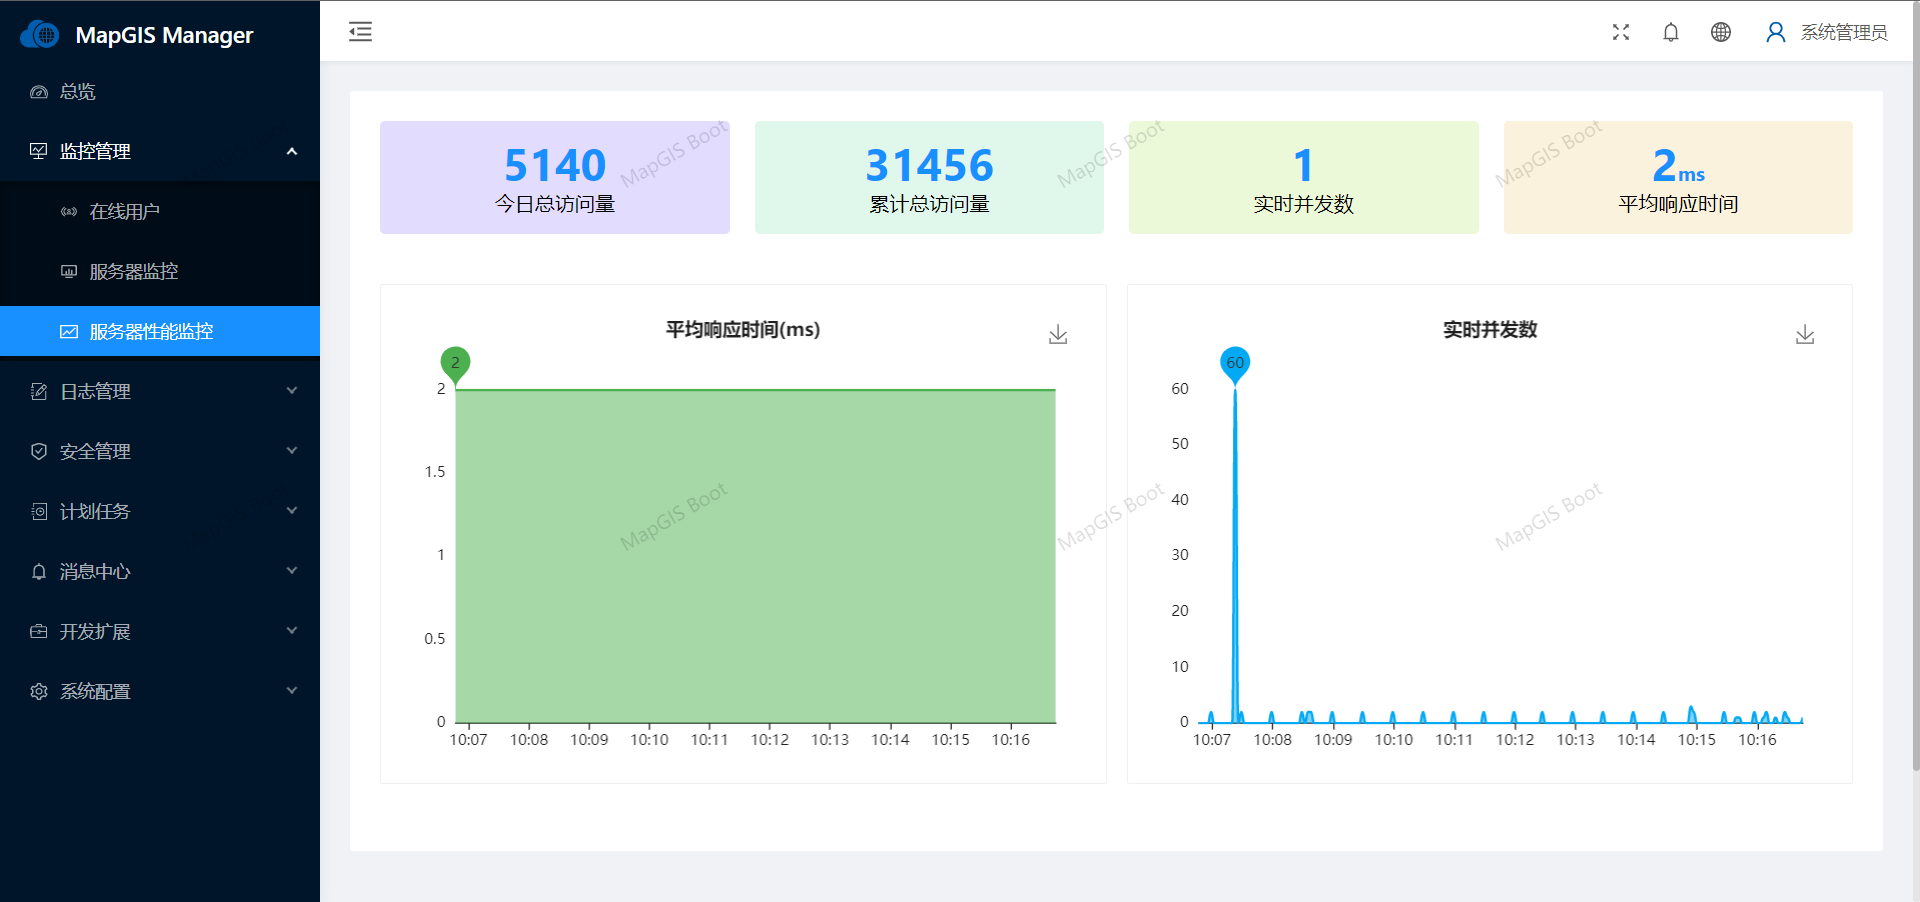 MapGIS Manager
总览
监控管理
在线用户
服务器监控
服务器性能监控
日志管理
安全管理
计划任务
消息中心
开发扩展
系统配置
系统管理员
5140
今日总访问量
31456
累计总访问量
1
实时并发数
2ms
平均响应时间
MapGIS Boot
MapGIS Boot
MapGIS Boot
平均响应时间(ms)
2
2
1.5
1
0.5
0
10:07 10:08 10:09 10:10 10:11 10:12 10:13 10:14 10:15 10:16
实时并发数
60
60
50
40
30
20
10
0
10:07 10:08 10:09 10:10 10:11 10:12 10:13 10:14 10:15 10:16
MapGIS Boot
MapGIS Boot
MapGIS Boot